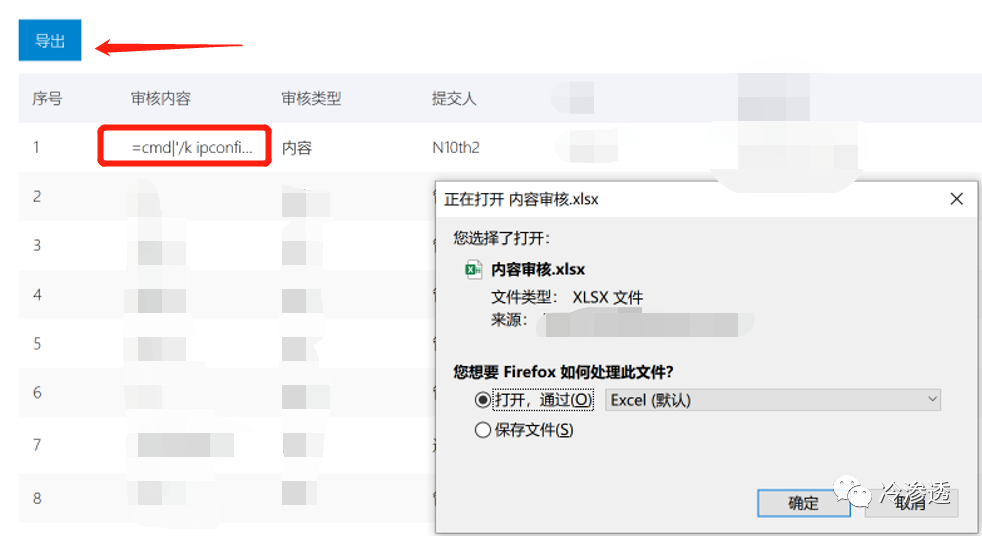 导出
序号 审核内容 审核类型 提交人
1 =cmd|'/k ipconfi... 内容 N10th2
2
3
4
5
6
7
8
正在打开 内容审核.xlsx
您选择了打开：
内容审核.xlsx
文件类型： XLSX 文件
来源：
您想要 Firefox 如何处理此文件?
打开，通过(O) Excel (默认)
保存文件(S)
确定 取消
冷渗透